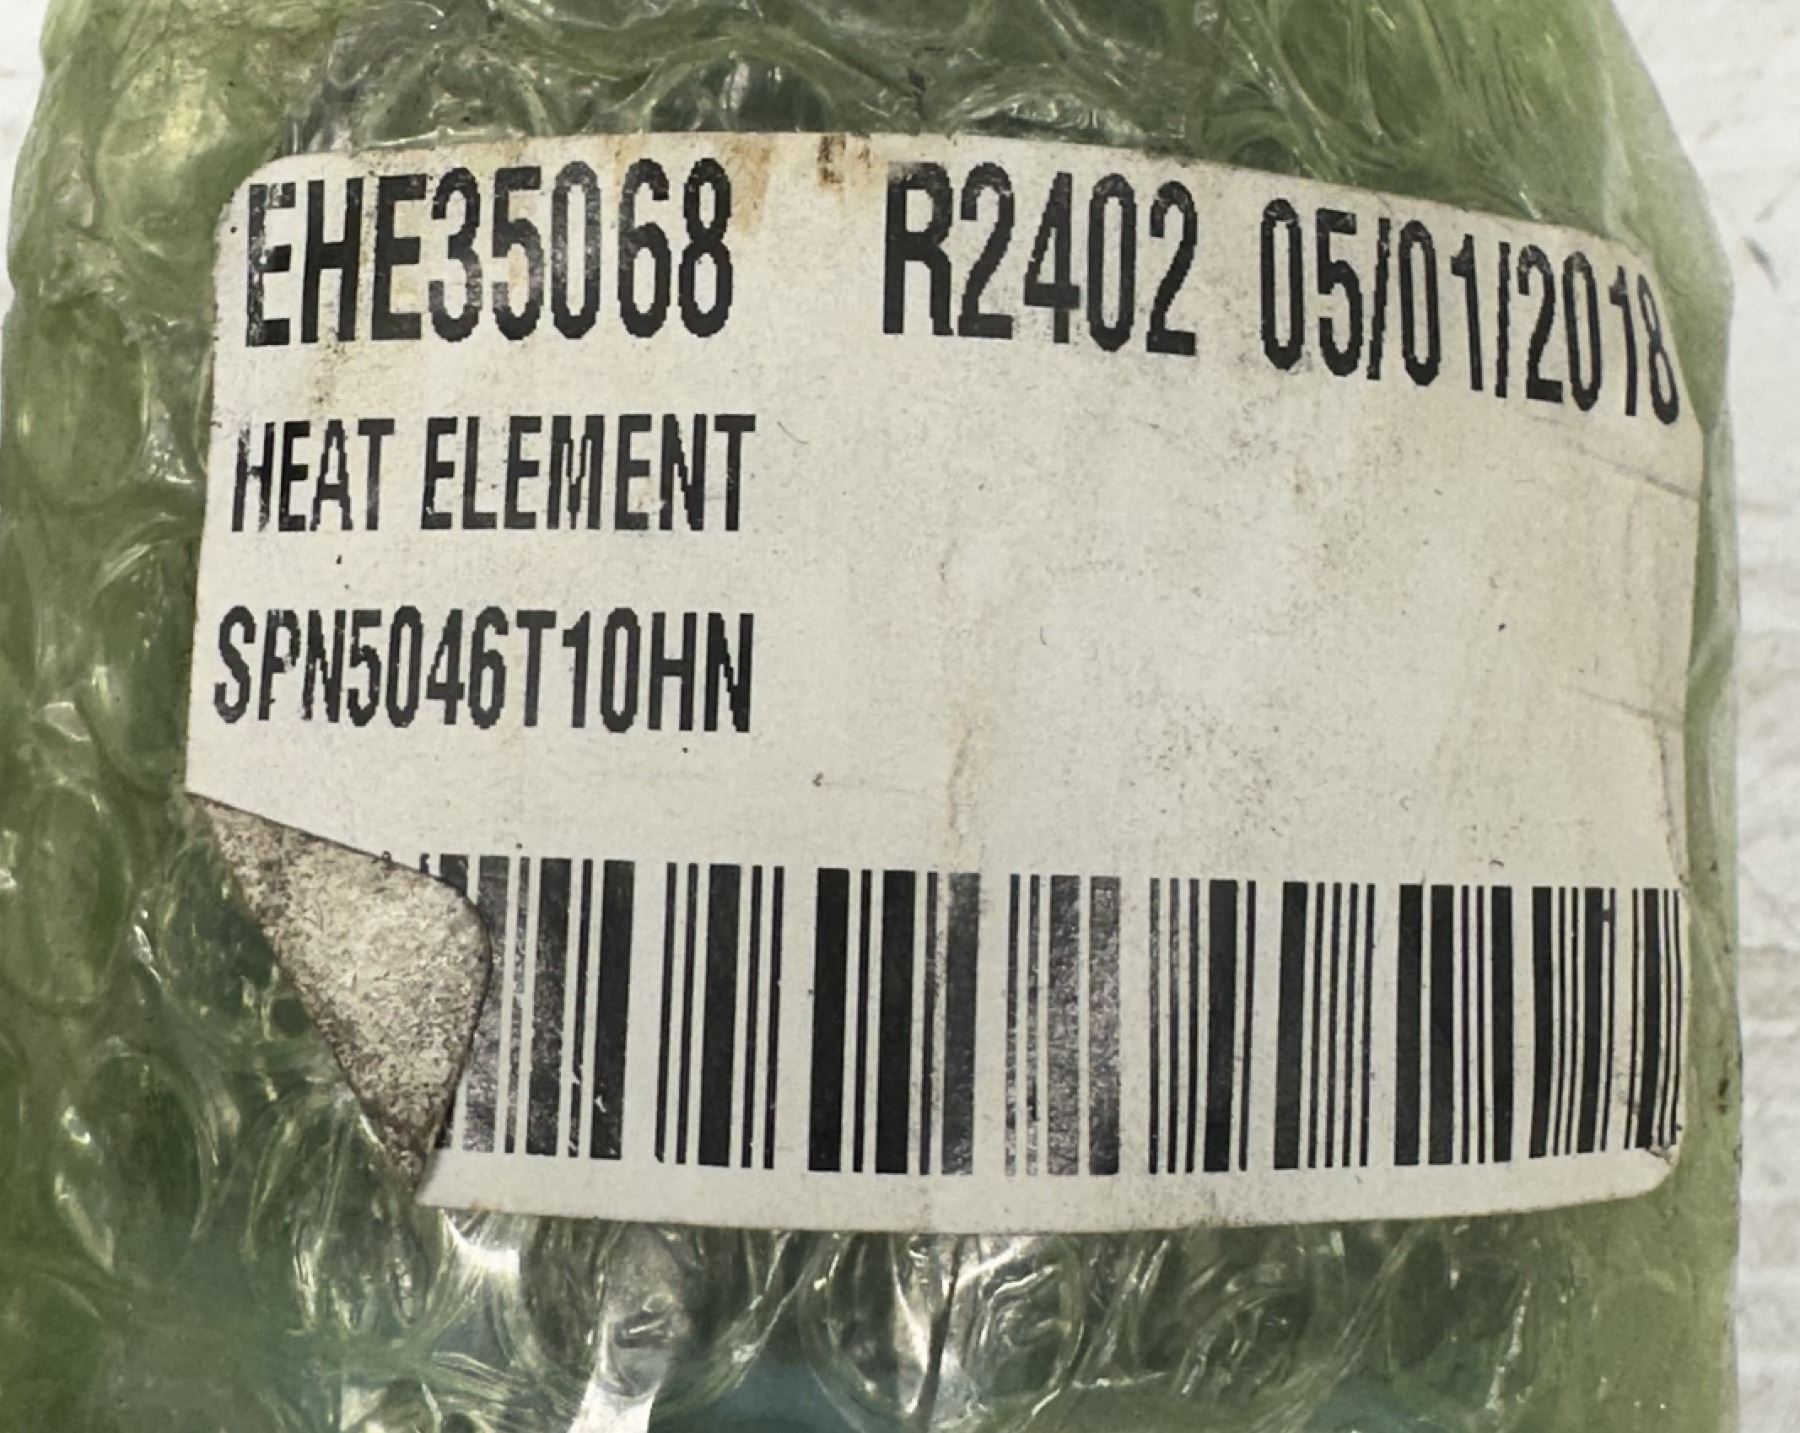 EHE35068 R2402 05/01/2018
HEAT ELEMENT
SPN5046T10HN